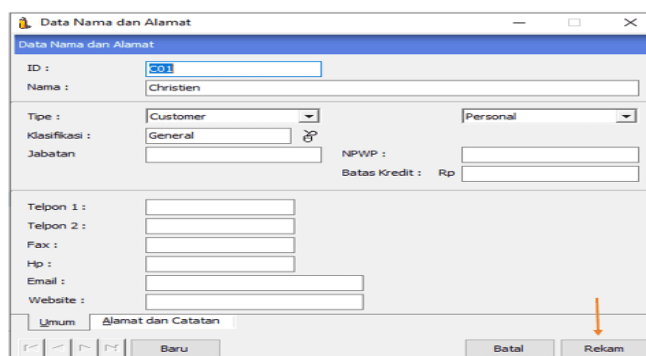 Data Nama dan Alamat
Data Nama dan Alamat
ID : C01
Nama : Christien
Tipe : Customer Personal
Klasifikasi : General
Jabatan NPWP :
Batas Kredit : Rp
Telpon 1 :
Telpon 2 :
Fax :
Hp :
Email :
Website :
Umum Alamat dan Catatan
Baru Batal Rekam